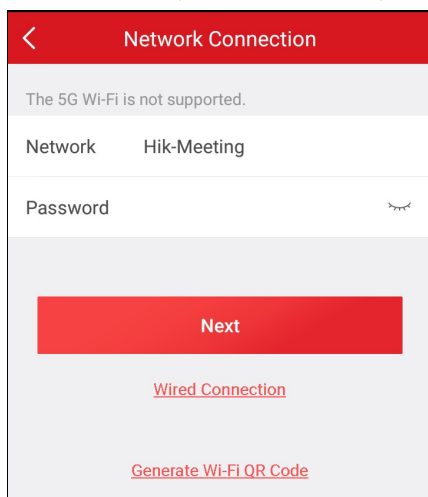 Network Connection
The 5G Wi-Fi is not supported.
Network Hik-Meeting
Password
Next
Wired Connection
Generate Wi-Fi QR Code